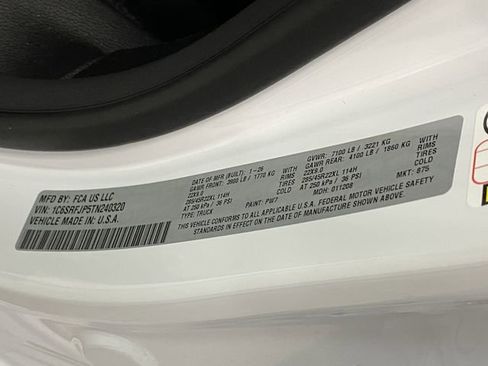 MFD BY: FCA US LLC
DATE OF MFR (BUILT): 1-26
GVWR: 7100 LB / 3221 KG
GAWR FRONT: 3900 LB / 1770 KG WITH
GAWR REAR: 4100 LB / 1860 KG WITH
22X9.0 RIMS
22X9.0 RIMS
285/45R22XL 114H TIRES
285/45R22XL 114H TIRES
AT 250 kPa / 36 PSI COLD
AT 250 kPa / 36 PSI COLD
VIN: 1C6SRFJP5TN240320
TYPE: TRUCK
PAINT: PW7
MDH: 011208
MKT: 875
VEHICLE MADE IN: U.S.A.
THIS VEHICLE CONFORMS TO ALL APPLICABLE U.S.A. FEDERAL MOTOR VEHICLE SAFETY
STANDARDS IN EFFECT ON THE DATE OF MANUFACTURE SHOWN ABOVE.